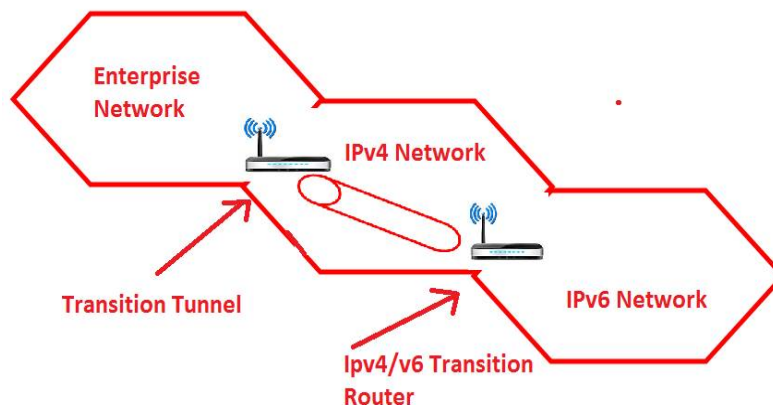 Enterprise
Network
IPv4 Network
IPv6 Network
Transition Tunnel
Ipv4/v6 Transition
Router